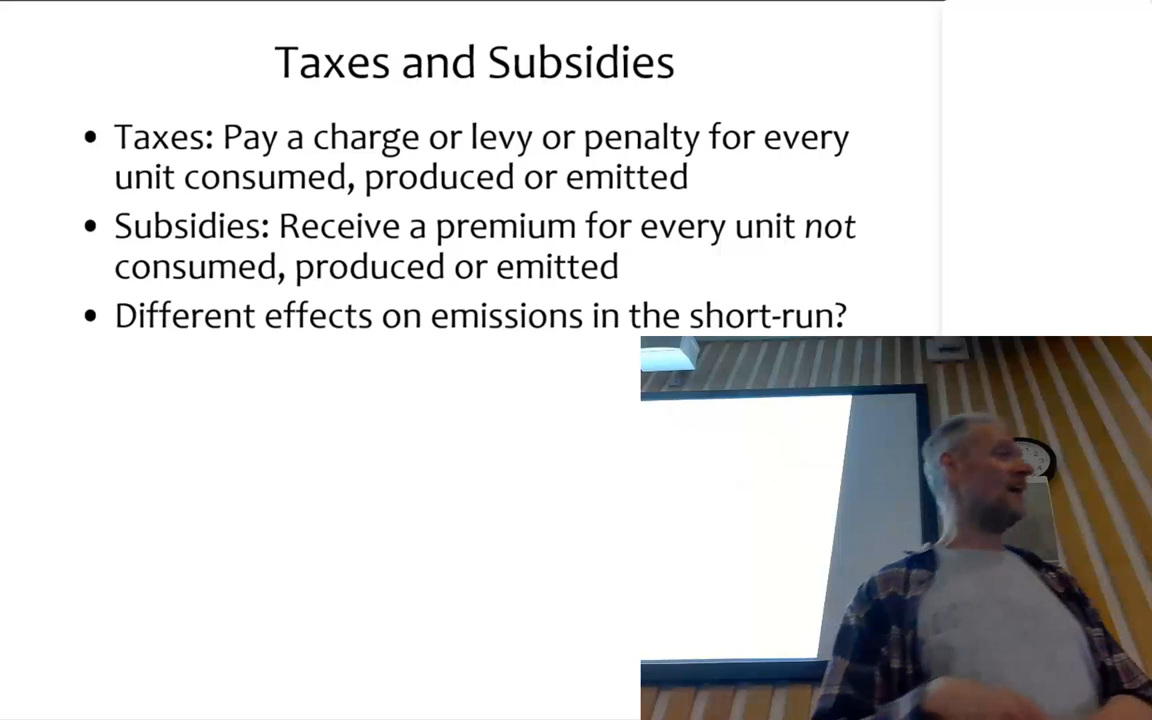 Taxes and Subsidies
• Taxes: Pay a charge or levy or penalty for every
unit consumed, produced or emitted
• Subsidies: Receive a premium for every unit not
consumed, produced or emitted
• Different effects on emissions in the short-run?